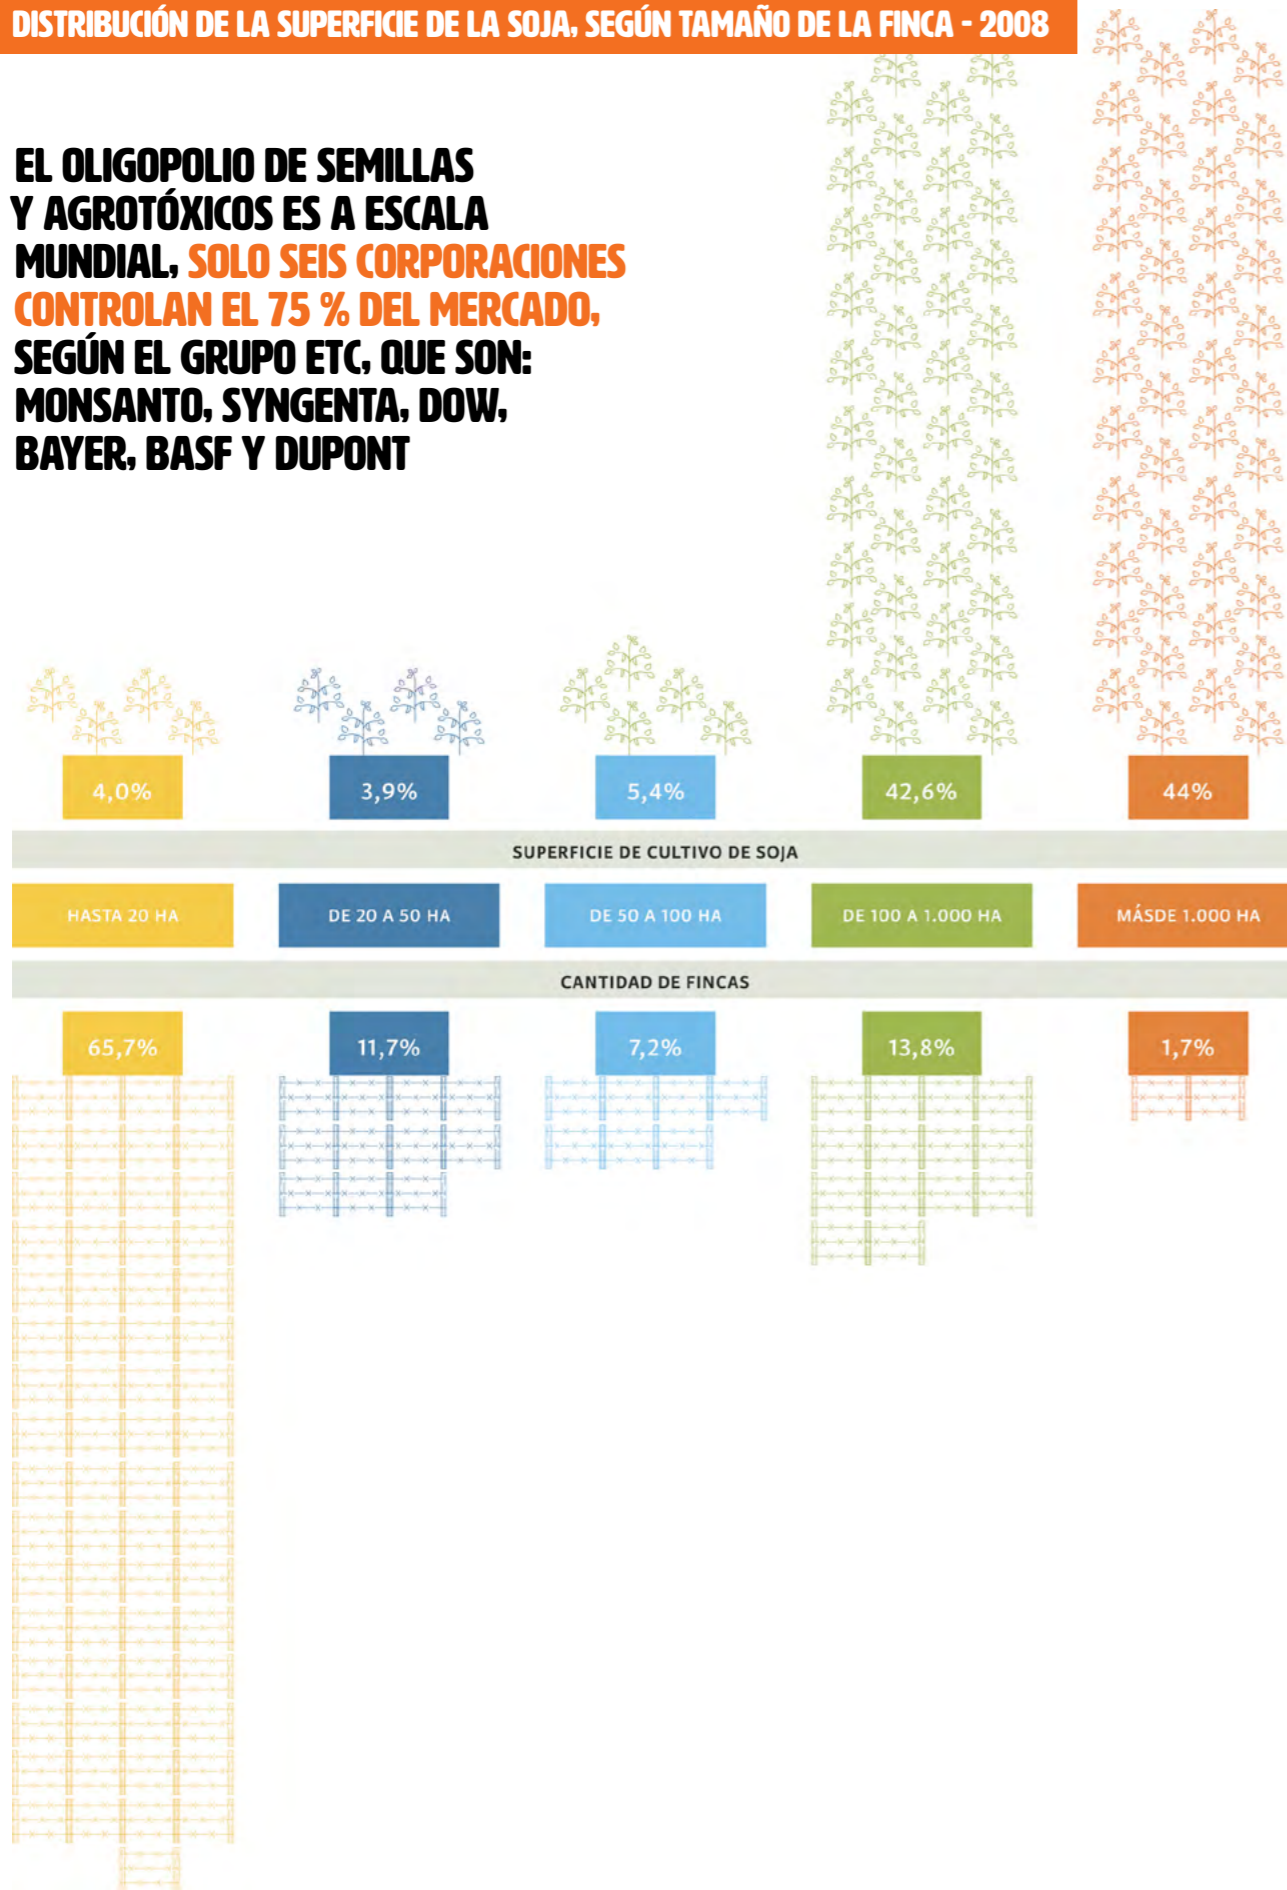 DISTRIBUCIÓN DE LA SUPERFICIE DE LA SOJA, SEGÚN TAMAÑO DE LA FINCA - 2008
EL OLIGOPOLIO DE SEMILLAS
Y AGROTÓXICOS ES A ESCALA
MUNDIAL, SOLO SEIS CORPORACIONES
CONTROLAN EL 75 % DEL MERCADO,
SEGÚN EL GRUPO ETC, QUE SON:
MONSANTO, SYNGENTA, DOW,
BAYER, BASF Y DUPONT
4,0% 3,9% 5,4% 42,6% 44%
SUPERFICIE DE CULTIVO DE SOJA
HASTA 20 HA DE 20 A 50 HA DE 50 A 100 HA DE 100 A 1.000 HA MÁSDE 1.000 HA
CANTIDAD DE FINCAS
65,7% 11,7% 7,2% 13,8% 1,7%